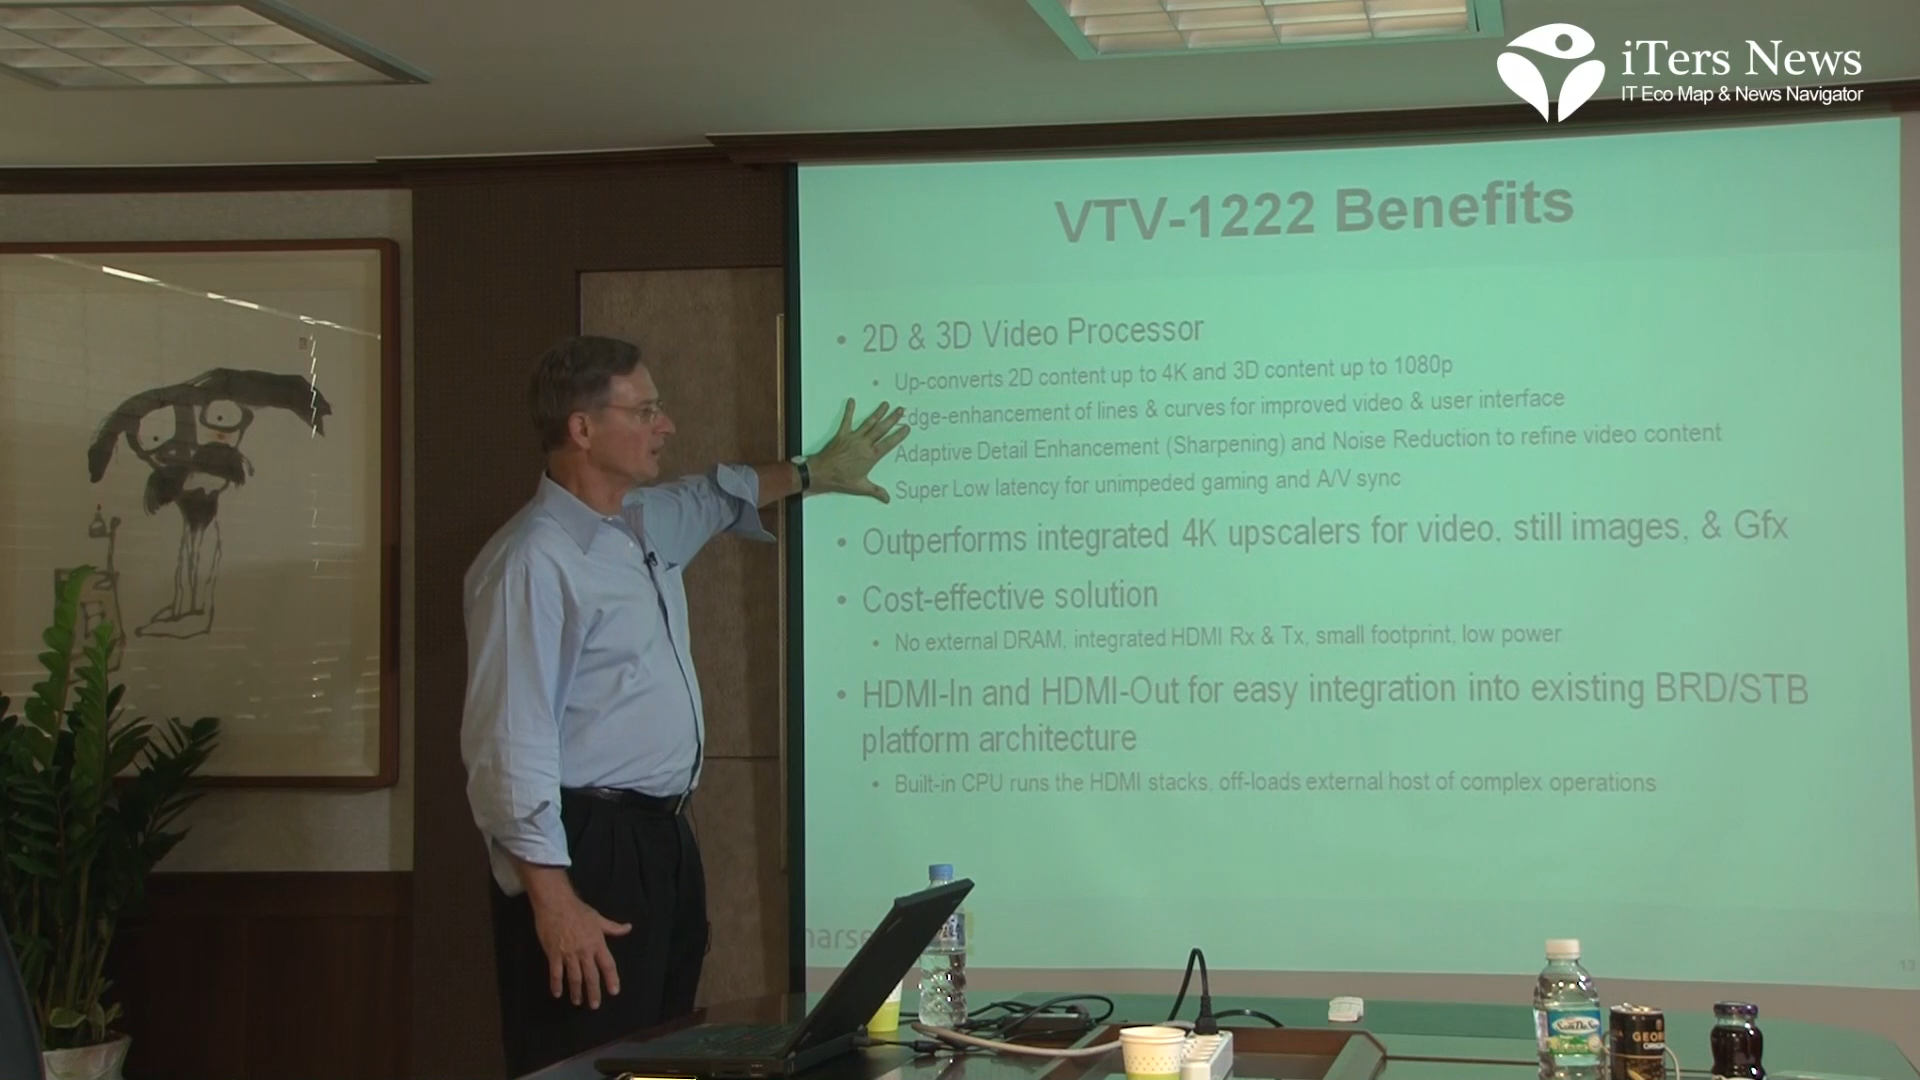 iTers News
IT Eco Map & News Navigator
VTV-1222 Benefits
• 2D & 3D Video Processor
• Up-converts 2D content up to 4K and 3D content up to 1080p
Edge-enhancement of lines & curves for improved video & user interface
Adaptive Detail Enhancement (Sharpening) and Noise Reduction to refine video content
Super Low latency for unimpeded gaming and A/V sync
• Outperforms integrated 4K upscalers for video, still images, & Gfx
• Cost-effective solution
• No external DRAM, integrated HDMI Rx & Tx, small footprint, low power
• HDMI-In and HDMI-Out for easy integration into existing BRD/STB
platform architecture
• Built-in CPU runs the HDMI stacks, off-loads external host of complex operations
13